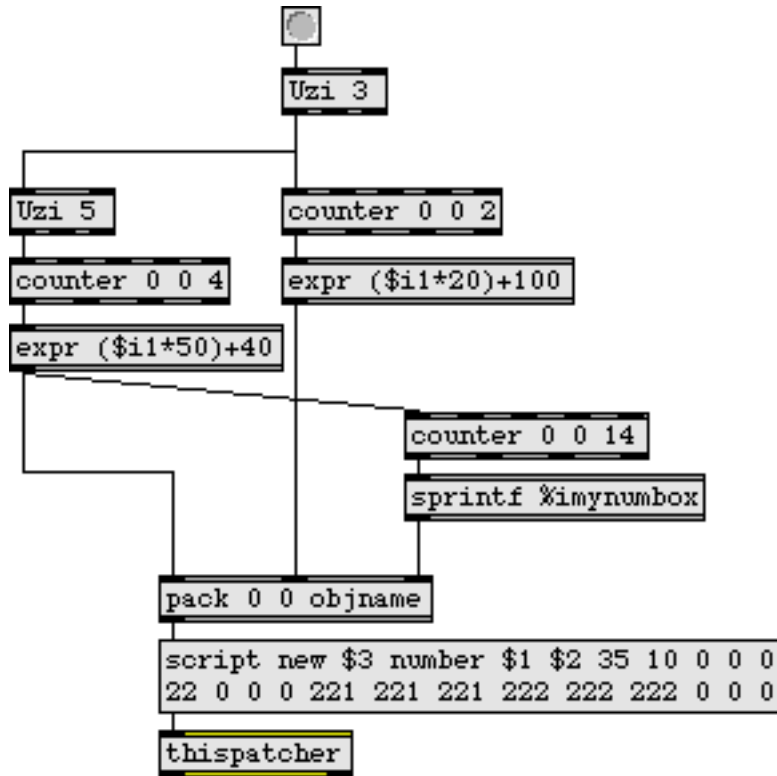 Uzi 3
Uzi 5
counter 0 0 2
counter 0 0 4
expr ($i1*20)+100
expr ($i1*50)+40
counter 0 0 14
sprintf %imynumbox
pack 0 0 objname
script new $3 number $1 $2 35 10 0 0 0
22 0 0 0 221 221 221 222 222 222 0 0 0
thispatcher